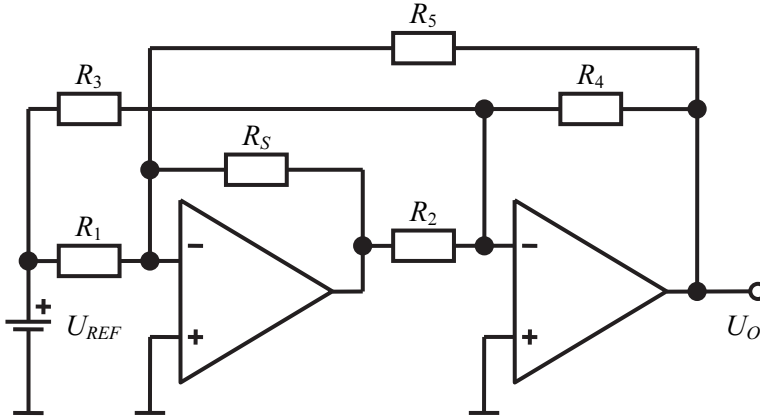 R5
R3
R4
RS
R1
R2
−
−
+
UREF
+
+
UO